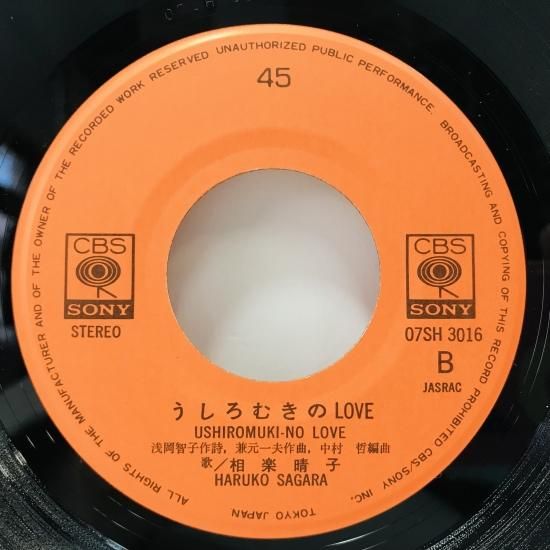 ALL RIGHTS OF THE MANUFACTURER AND OF THE OWNER OF THE RECORDED WORK RESERVED UNAUTHORIZED PUBLIC PERFORMANCE. BROADCASTING AND COPYING OF THIS RECORD PROHIBITED CBS/SONY INC.
TOKYO JAPAN
45
CBS
SONY
STEREO
CBS
SONY
07SH 3016
B
JASRAC
うしろむきのLOVE
USHIROMUKI-NO LOVE
浅岡智子作詩, 兼元一夫作曲, 中村 哲編曲
歌/相楽晴子
HARUKO SAGARA